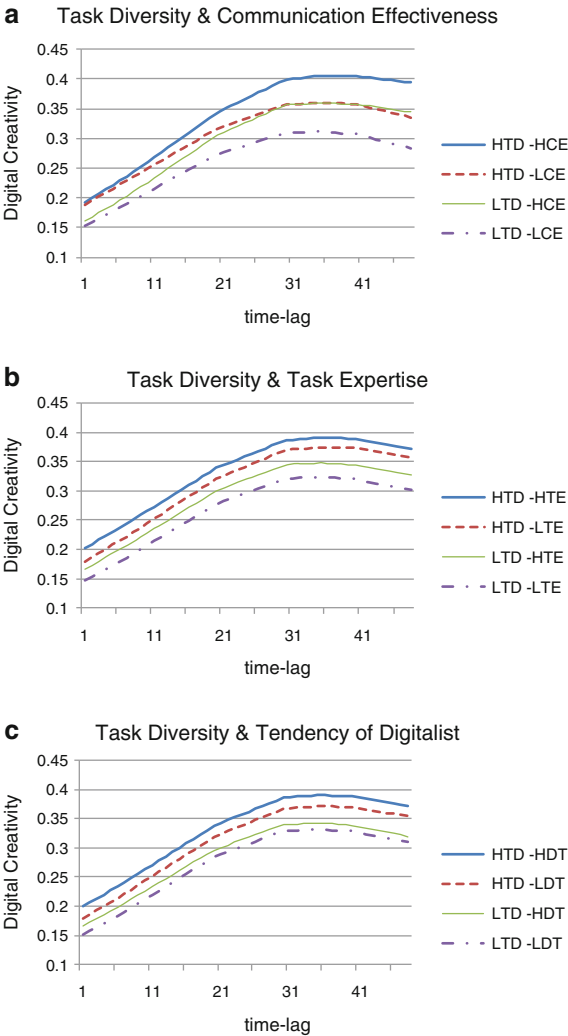 a Task Diversity & Communication Effectiveness
Digital Creativity
0.45
0.4
0.35
0.3
0.25
0.2
0.15
0.1
1 11 21 31 41
time-lag
HTD -HCE
HTD -LCE
LTD -HCE
LTD -LCE
b Task Diversity & Task Expertise
Digital Creativity
0.45
0.4
0.35
0.3
0.25
0.2
0.15
0.1
1 11 21 31 41
time-lag
HTD -HTE
HTD -LTE
LTD -HTE
LTD -LTE
c Task Diversity & Tendency of Digitalist
Digital Creativity
0.45
0.4
0.35
0.3
0.25
0.2
0.15
0.1
1 11 21 31 41
time-lag
HTD -HDT
HTD -LDT
LTD -HDT
LTD -LDT